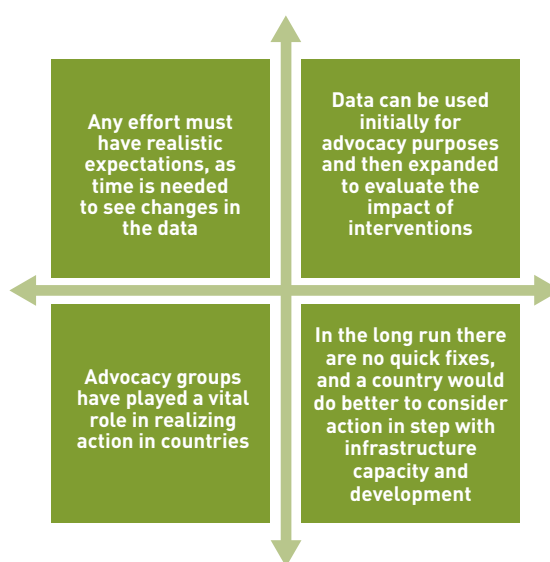 Any effort must
have realistic
expectations, as
time is needed
to see changes in
the data
Data can be used
initially for
advocacy purposes
and then expanded
to evaluate the
impact of
interventions
Advocacy groups
have played a vital
role in realizing
action in countries
In the long run there
are no quick fixes,
and a country would
do better to consider
action in step with
infrastructure
capacity and
development